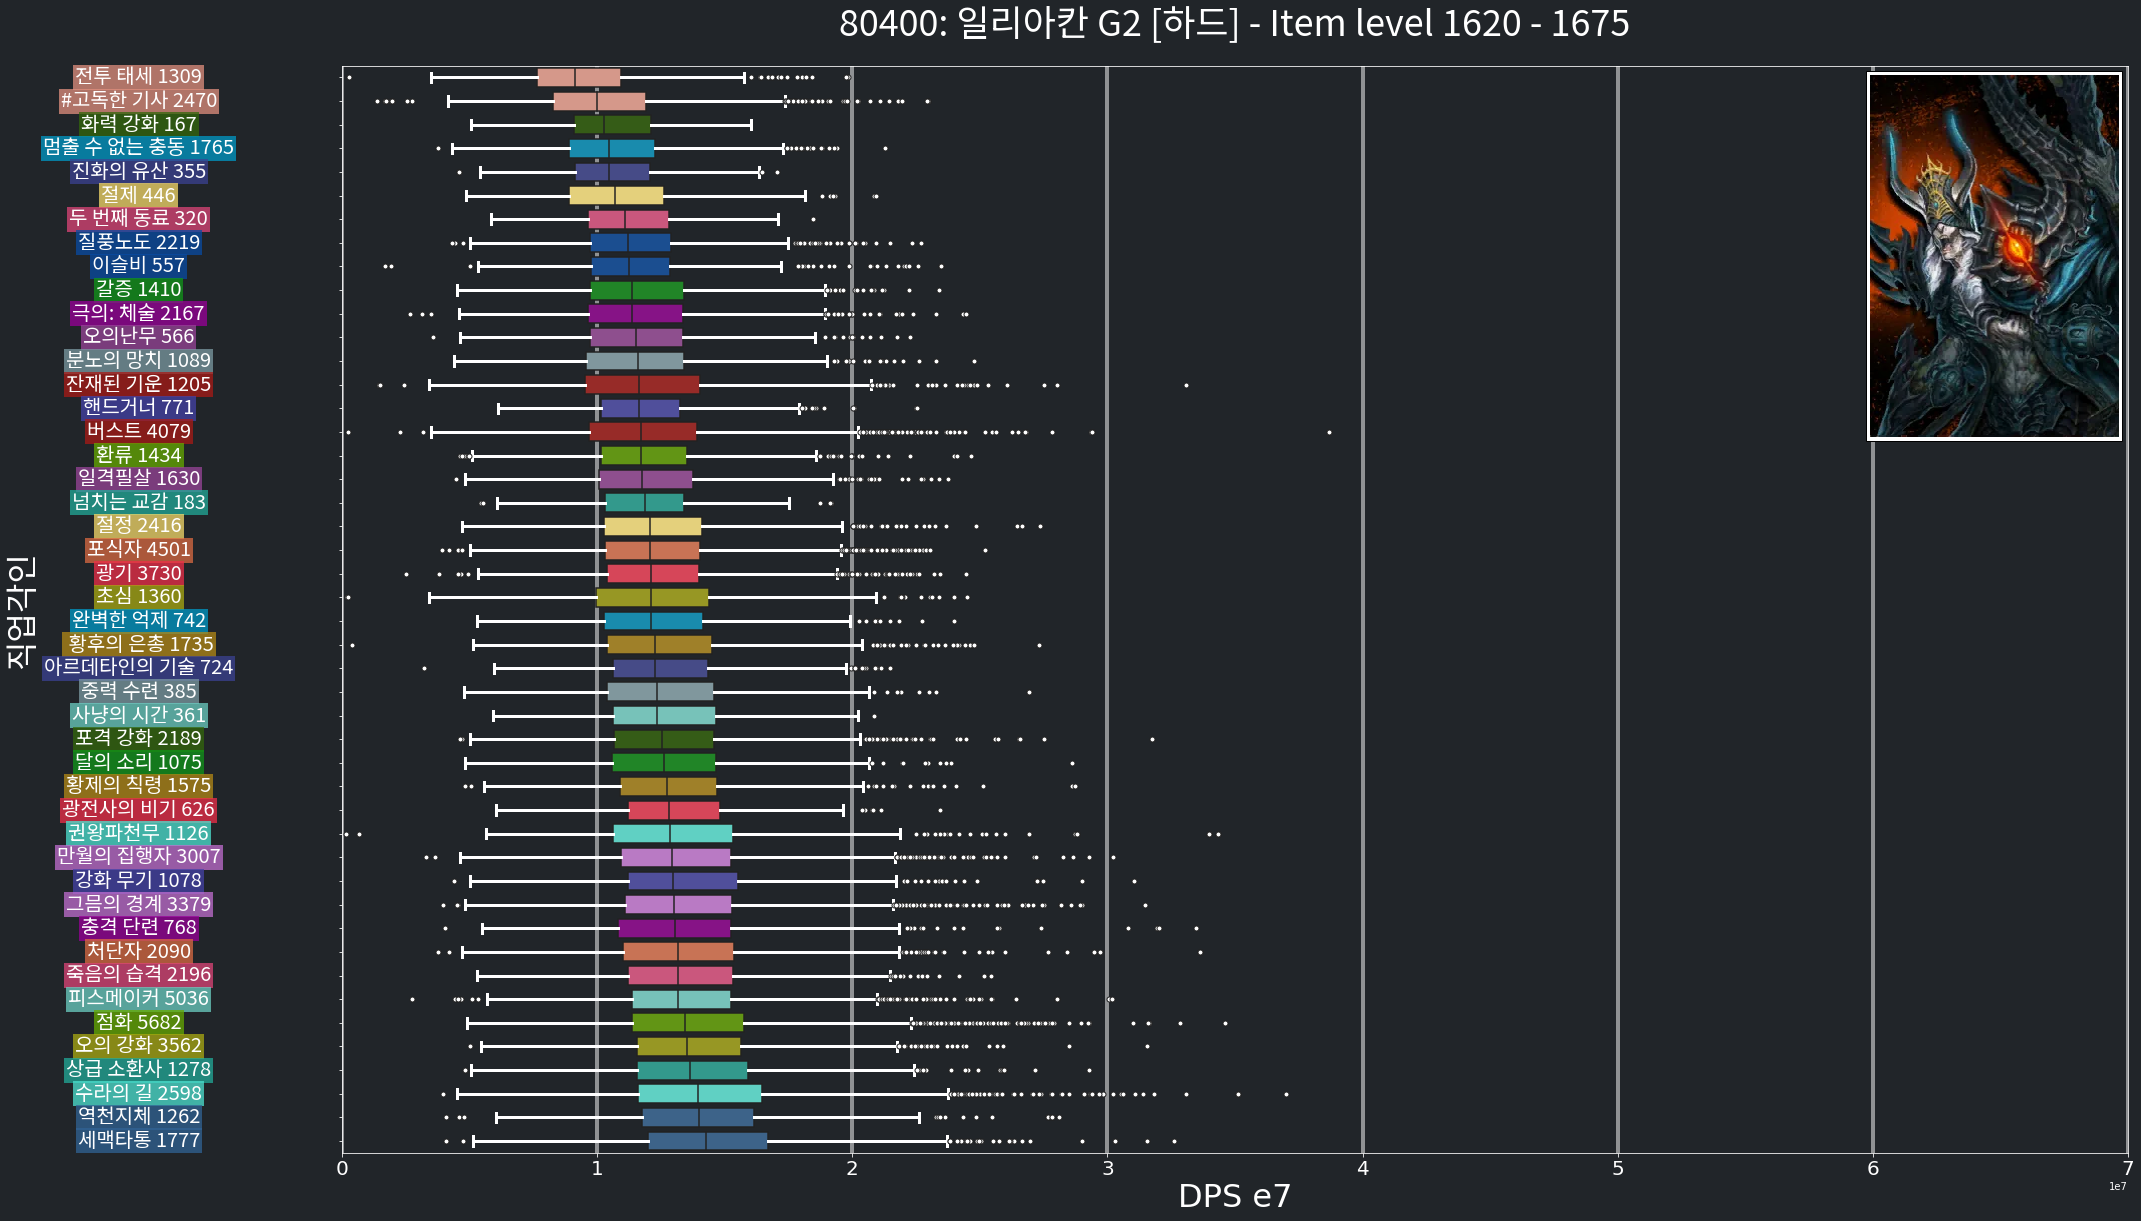 80400: 일리아칸 G2 [하드] - Item level 1620 - 1675
전투 태세 1309
#고독한 기사 2470
화력 강화 167
멈출 수 없는 충동 1765
진화의 유산 355
절제 446
두 번째 동료 320
질풍노도 2219
이슬비 557
갈증 1410
극의: 체술 2167
오의난무 566
분노의 망치 1089
잔재된 기운 1205
핸드거너 771
버스트 4079
환류 1434
일격필살 1630
넘치는 교감 183
절정 2416
포식자 4501
광기 3730
초심 1360
완벽한 억제 742
황후의 은총 1735
아르데타인의 기술 724
중력 수련 385
사냥의 시간 361
포격 강화 2189
달의 소리 1075
황제의 칙령 1575
광전사의 비기 626
권왕파천무 1126
만월의 집행자 3007
강화 무기 1078
그믐의 경계 3379
충격 단련 768
처단자 2090
죽음의 습격 2196
피스메이커 5036
점화 5682
오의 강화 3562
상급 소환사 1278
수라의 길 2598
역천지체 1262
세맥타통 1777
직업각인
0 1 2 3 4 5 6 7
DPS e7
1e7